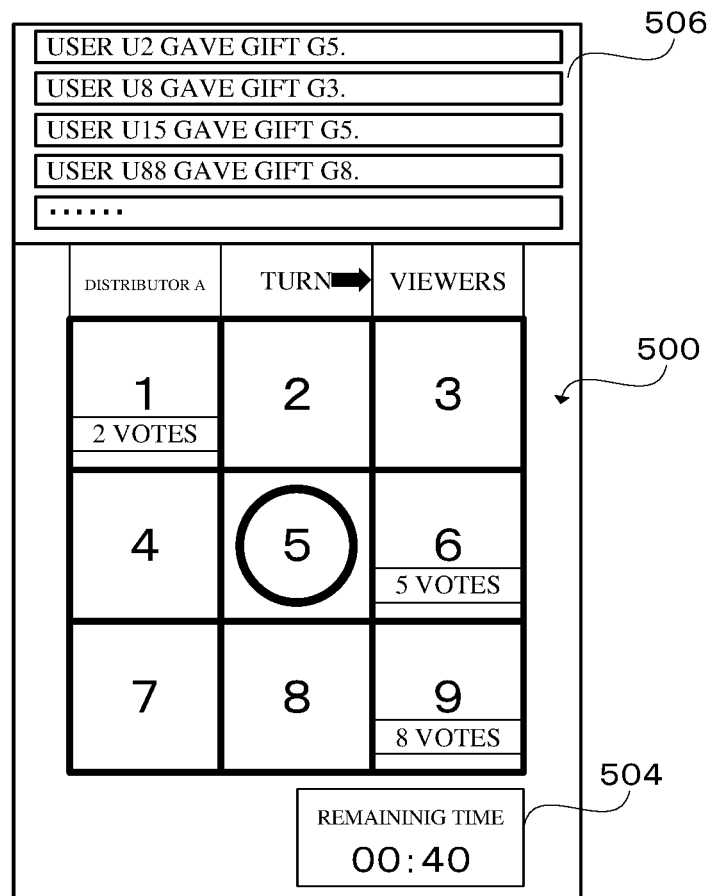 USER U2 GAVE GIFT G5.
506
USER U8 GAVE GIFT G3.
USER U15 GAVE GIFT G5.
USER U88 GAVE GIFT G8.
......
DISTRIBUTOR A TURN VIEWERS
500
1 2 3
2 VOTES
4 5 6
5 VOTES
7 8 9
8 VOTES
504
REMAININIG TIME
00:40